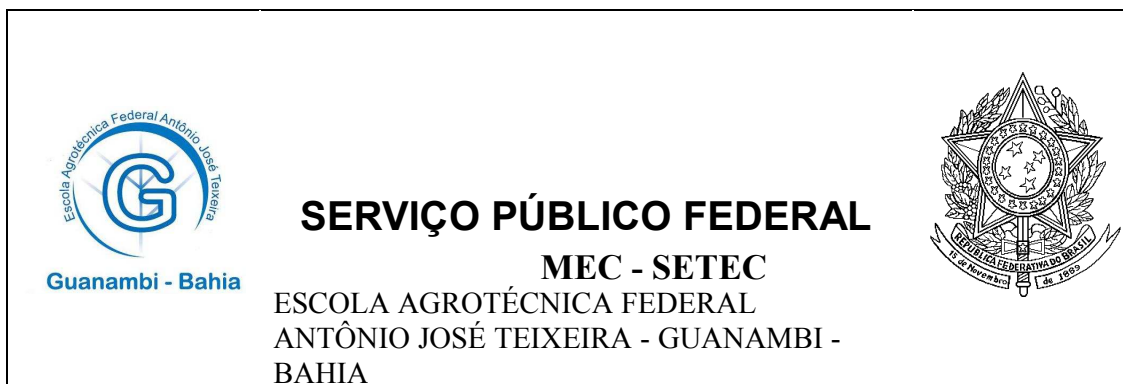 Escola Agrotécnica Federal Antônio José Teixeira
G
Guanambi - Bahia
SERVIÇO PÚBLICO FEDERAL
MEC - SETEC
ESCOLA AGROTÉCNICA FEDERAL
ANTÔNIO JOSÉ TEIXEIRA - GUANAMBI -
BAHIA
REPÚBLICA FEDERATIVA DO BRASIL
15 de Novembro de 1889